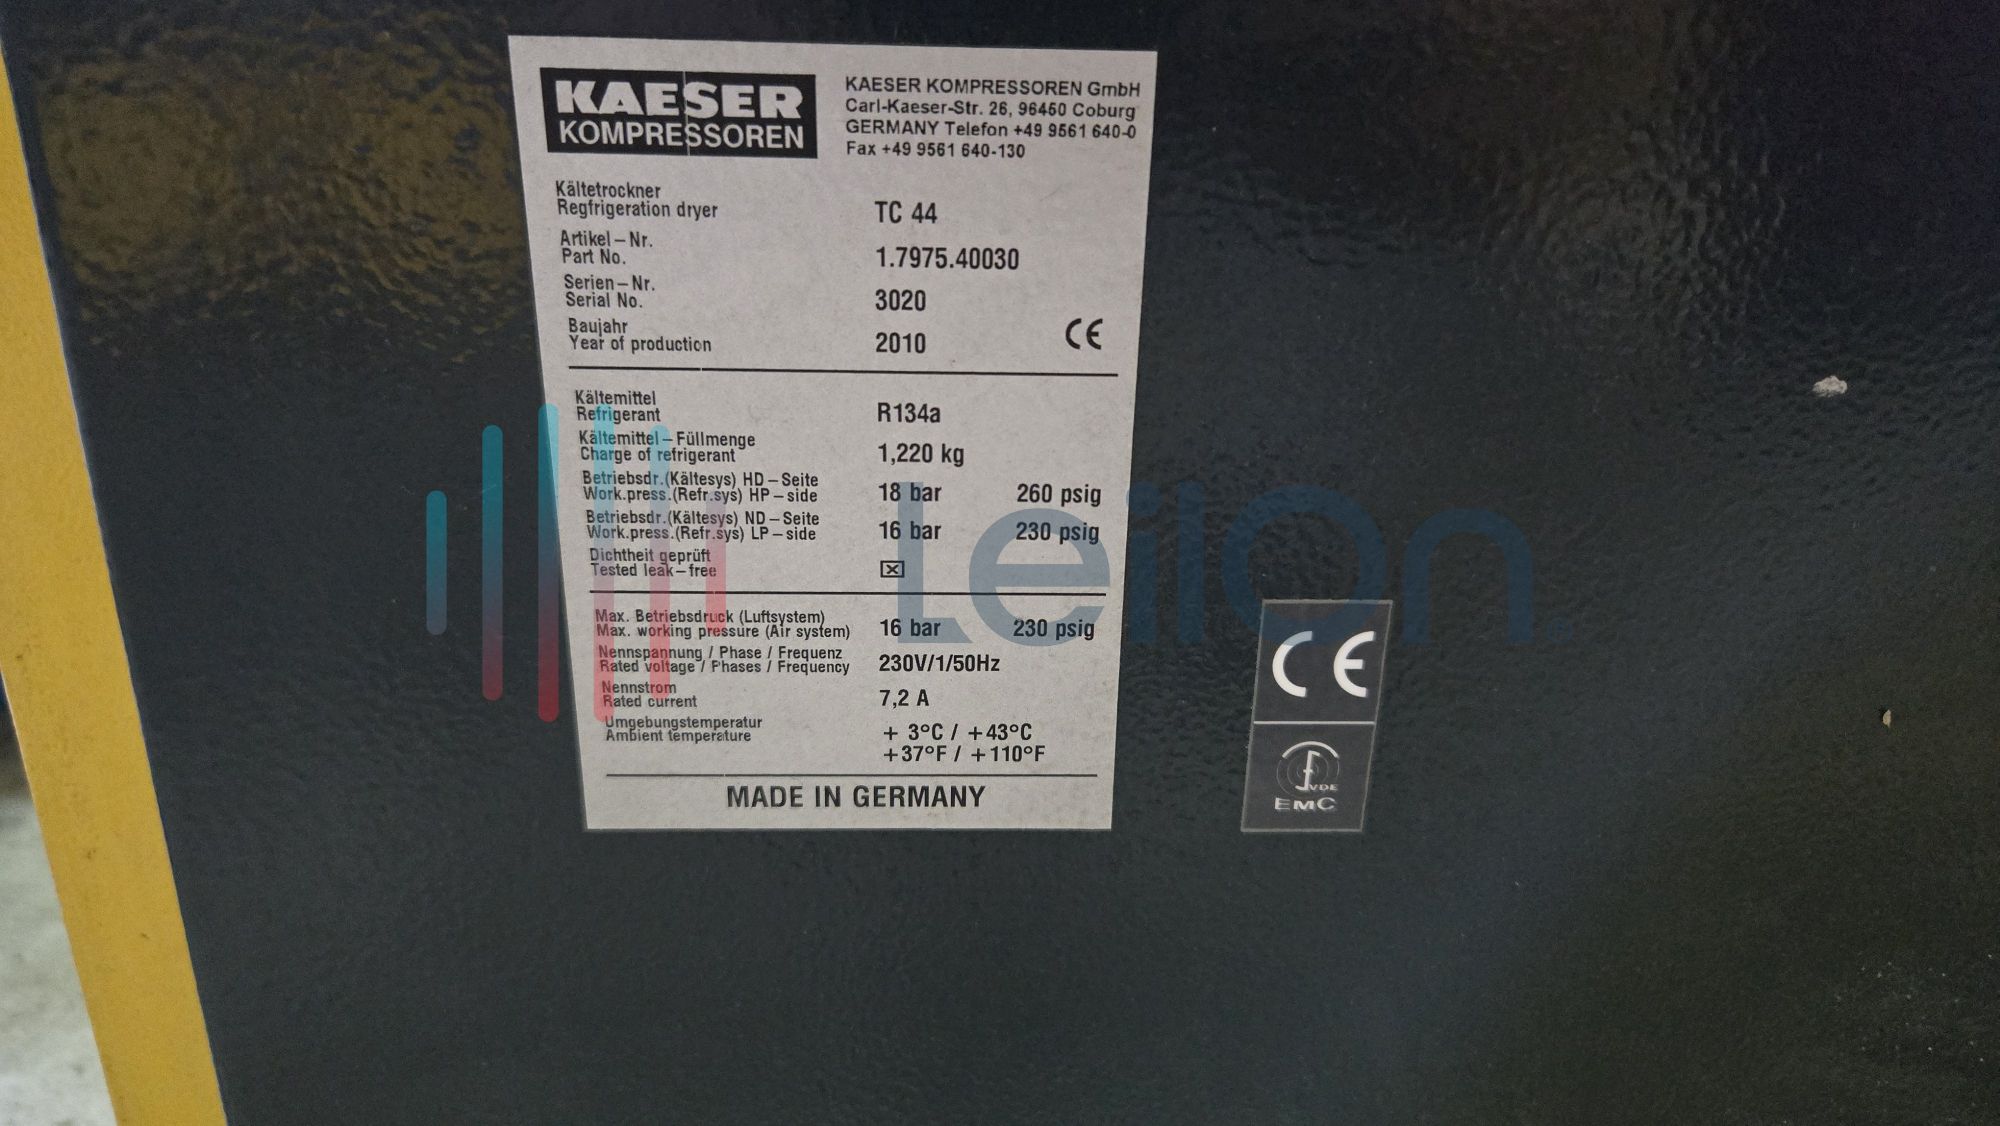 KAESER
KOMPRESSOREN
KAESER KOMPRESSOREN GmbH
Carl-Kaeser-Str. 26, 96450 Coburg
GERMANY Telefon +49 9561 640-0
Fax +49 9561 640-130
Kältetrockner
Regfrigeration dryer TC 44
Artikel-Nr.
Part No. 1.7975.40030
Serien-Nr.
Serial No. 3020
Baujahr
Year of production 2010
CE
Kältemittel
Refrigerant R134a
Kältemittel-Füllmenge
Charge of refrigerant 1,220 kg
Betriebsdr.(Kältesys) HD-Seite
Work.press.(Refr.sys) HP-side 18 bar 260 psig
Betriebsdr.(Kältesys) ND-Seite
Work.press.(Refr.sys) LP-side 16 bar 230 psig
Dichtheit geprüft
Tested leak-free ☒
Max. Betriebsdruck (Luftsystem)
Max. working pressure (Air system) 16 bar 230 psig
Nennspannung / Phase / Frequenz
Rated voltage / Phases / Frequency 230V/1/50Hz
Nennstrom
Rated current 7,2 A
Umgebungstemperatur
Ambient temperature + 3°C / +43°C
+37°F / +110°F
MADE IN GERMANY
CE
VDE
EMC
LeilOn®